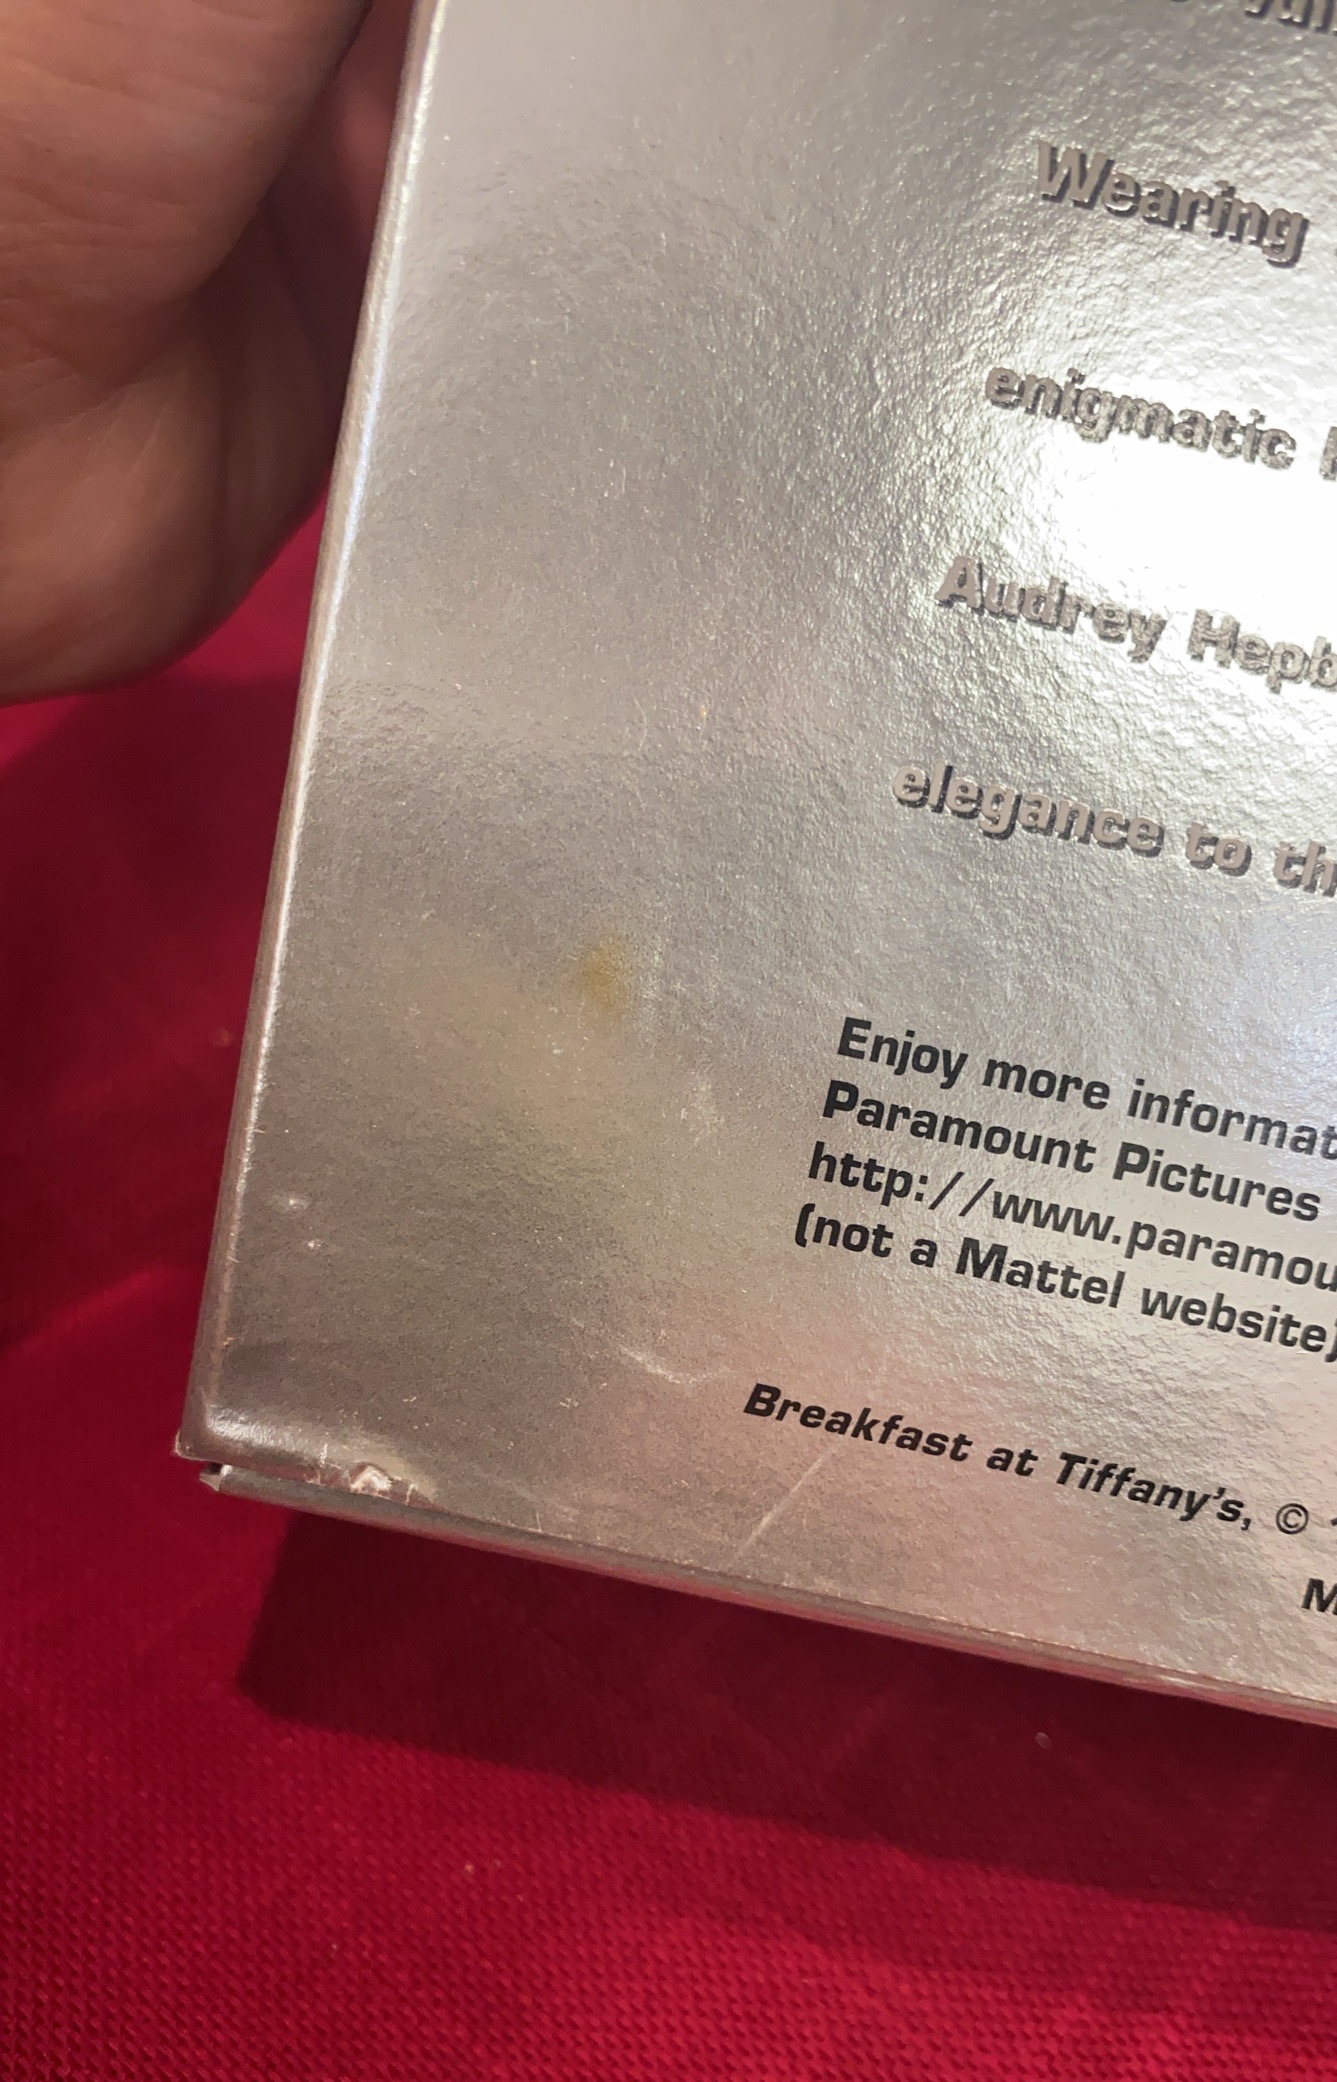 Wearing
enigmatic
Audrey Hepb
elegance to th
Enjoy more informat
Paramount Pictures
http://www.paramou
(not a Mattel website)
Breakfast at Tiffany's, ©
M